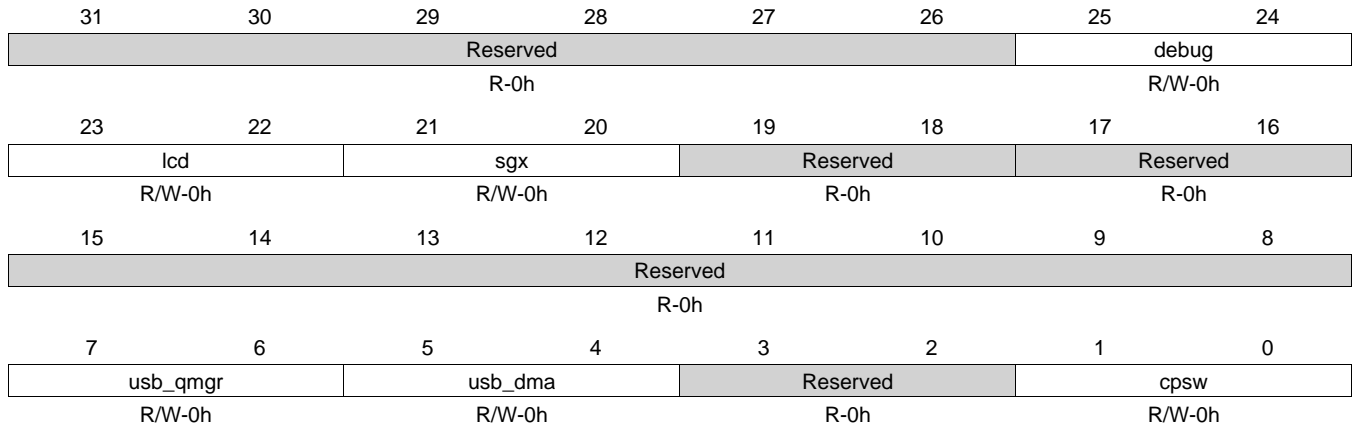 31 30 29 28 27 26 25 24
Reserved debug
R-0h R/W-0h
23 22 21 20 19 18 17 16
lcd sgx Reserved Reserved
R/W-0h R/W-0h R-0h R-0h
15 14 13 12 11 10 9 8
Reserved
R-0h
7 6 5 4 3 2 1 0
usb_qmgr usb_dma Reserved cpsw
R/W-0h R/W-0h R-0h R/W-0h